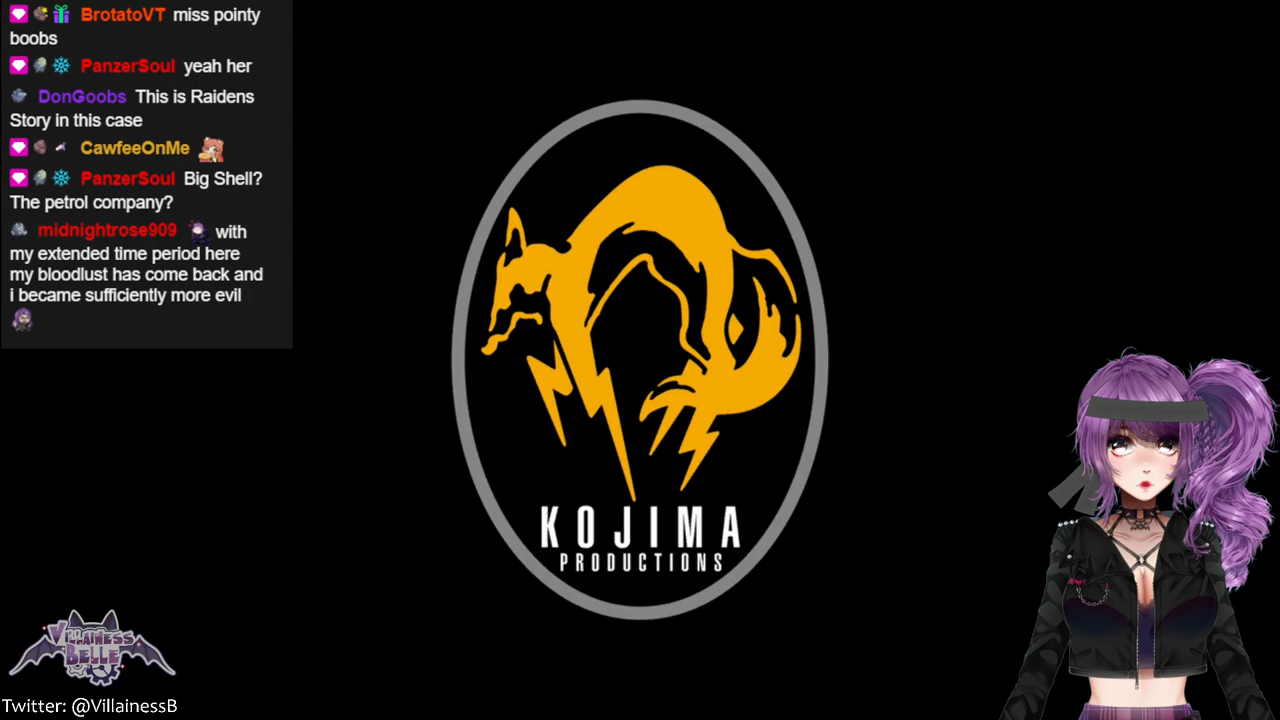 BrotatoVT miss pointy
boobs
PanzerSoul yeah her
DonGoobs This is Raidens
Story in this case
CawfeeOnMe
PanzerSoul Big Shell?
The petrol company?
midnightrose909 with
my extended time period here
my bloodlust has come back and
i became sufficiently more evil
KOJIMA
PRODUCTIONS
VILLAINESS
BELLE
Twitter: @VillainessB